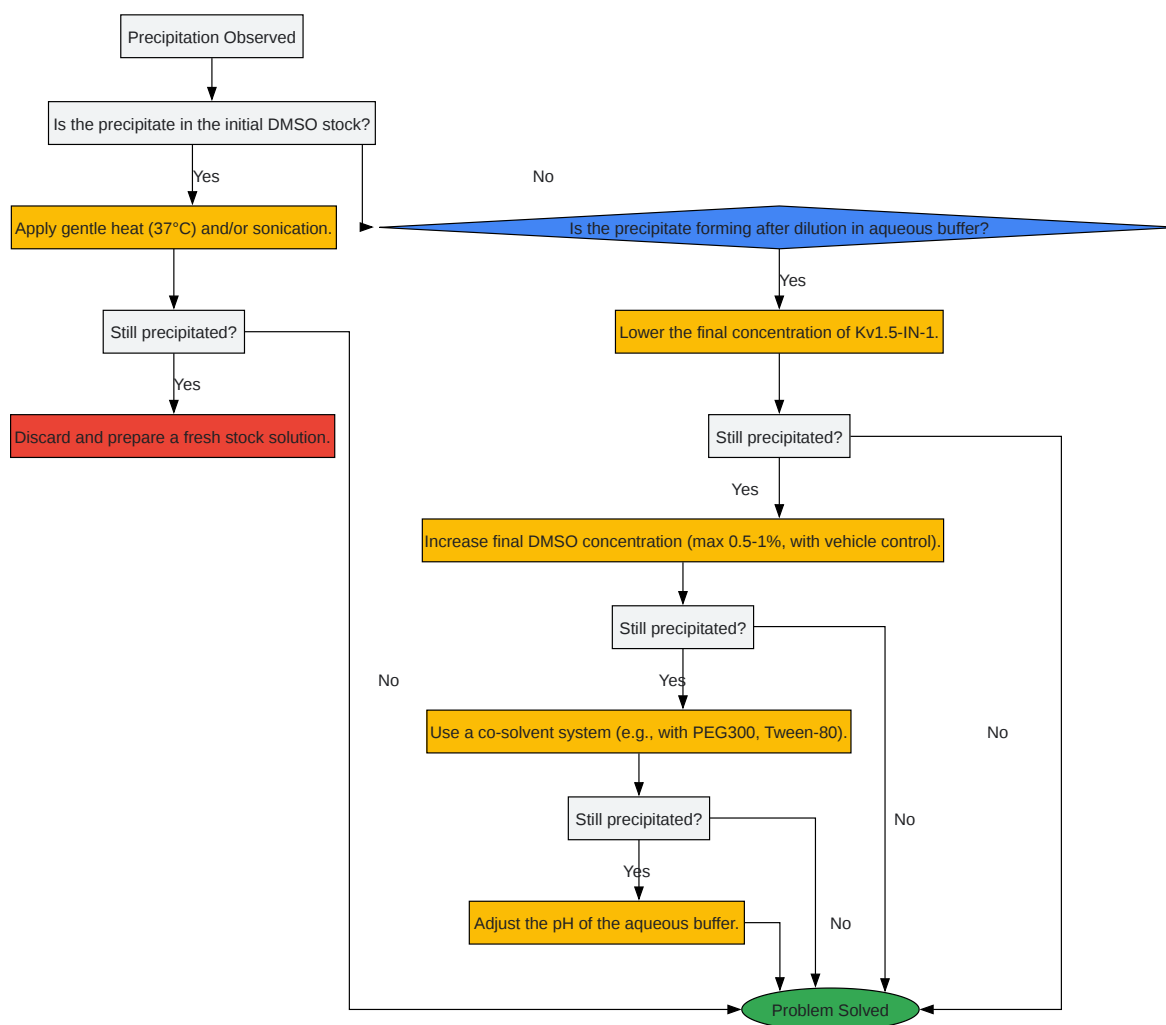 Precipitation Observed
Is the precipitate in the initial DMSO stock?
Yes
No
Apply gentle heat (37°C) and/or sonication.
Is the precipitate forming after dilution in aqueous buffer?
Yes
Still precipitated?
Lower the final concentration of Kv1.5-IN-1.
Yes
Discard and prepare a fresh stock solution.
Still precipitated?
Yes
Increase final DMSO concentration (max 0.5-1%, with vehicle control).
Still precipitated?
No
Yes
Use a co-solvent system (e.g., with PEG300, Tween-80).
No
Still precipitated?
No
Yes
Adjust the pH of the aqueous buffer.
No
Problem Solved